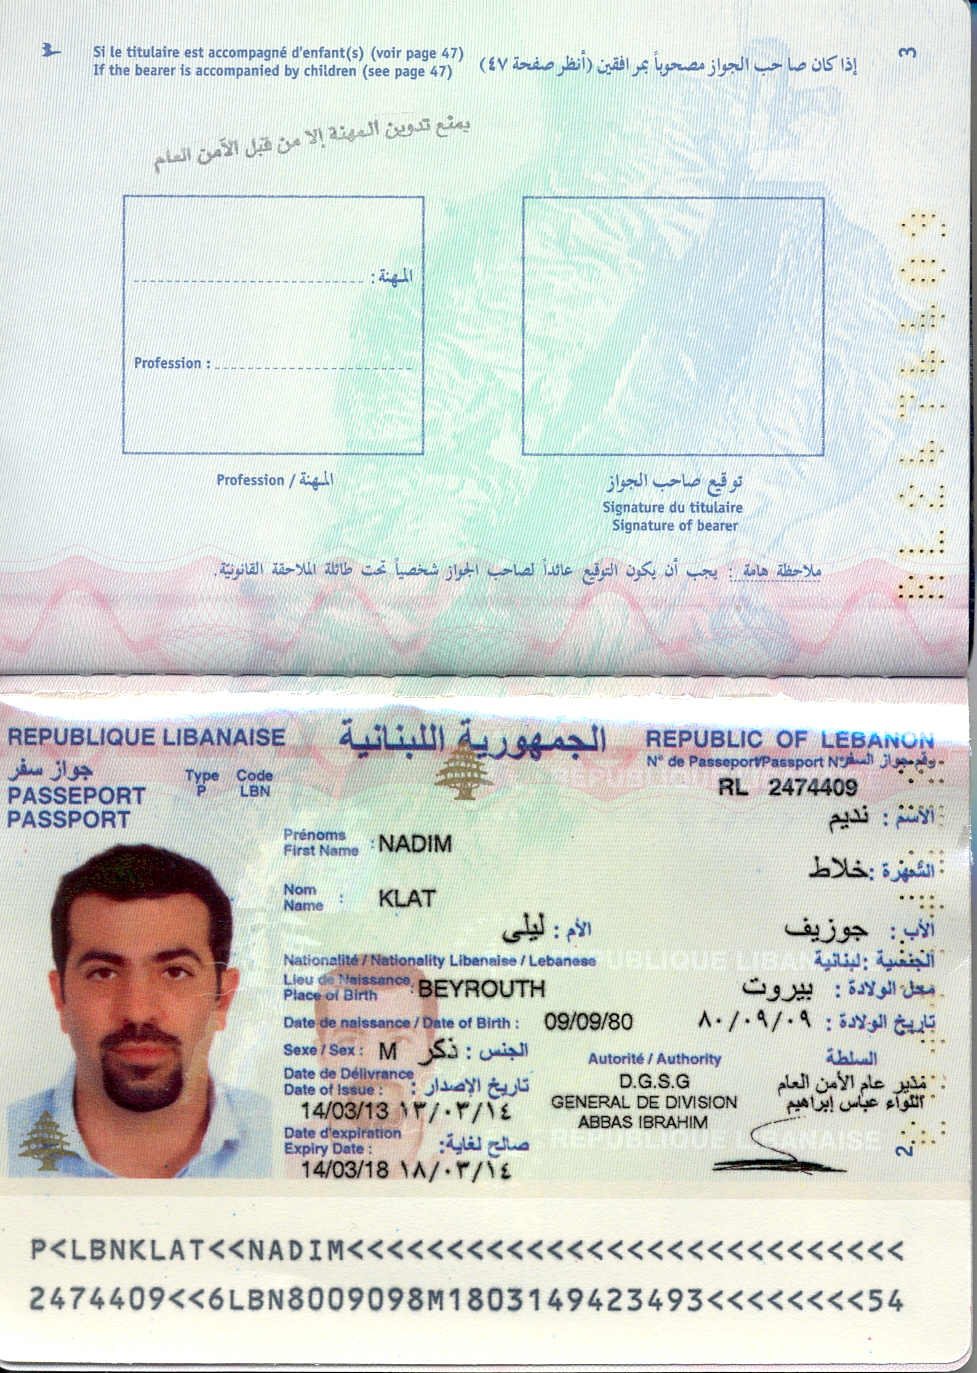 3
Si le titulaire est accompagné d'enfant(s) (voir page 47)
If the bearer is accompanied by children (see page 47)
إذا كان صاحب الجواز مصحوباً بمرافقين (أنظر صفحة ٤٧)
٣
يمنع تدوين المهنة إلا من قبل الأمن العام
المهنة :
Profession :
Profession / المهنة
توقيع صاحب الجواز
Signature du titulaire
Signature of bearer
ملاحظة هامة : يجب أن يكون التوقيع عائداً لصاحب الجواز شخصياً تحت طائلة الملاحقة القانونيّة.
REPUBLIQUE LIBANAISE
الجمهورية اللبنانية
REPUBLIC OF LEBANON
جواز سفر
PASSEPORT
PASSPORT
Type
P
Code
LBN
N° de Passeport/Passport N° رقم جواز السفر
RL 2474409
الاسم : نديم
Prénoms
First Name : NADIM
الشهرة : خلاط
Nom
Name : KLAT
الأب : جوزيف
الأم : ليلى
Nationalité / Nationality Libanaise / Lebanese
الجنسية : لبنانية
Lieu de Naissance
Place of Birth : BEYROUTH
محل الولادة : بيروت
Date de naissance / Date of Birth : 09/09/80
تاريخ الولادة : ٨٠/٠٩/٠٩
Sexe / Sex : M الجنس : ذكر
Date de Délivrance
Date of Issue : تاريخ الإصدار :
14/03/13 ١٣/٠٣/١٤
Date d'expiration
Expiry Date : صالح لغاية:
14/03/18 ١٨/٠٣/١٤
Autorité / Authority السلطة
D.G.S.G
GENERAL DE DIVISION
ABBAS IBRAHIM
مدير عام الأمن العام
اللواء عباس إبراهيم
2
P<LBNKLAT<<NADIM<<<<<<<<<<<<<<<<<<<<<<<<<<<<
2474409<<6LBN8009098M1803149423493<<<<<<<<54